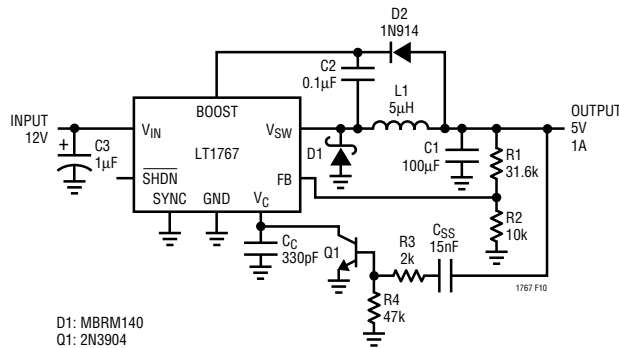 D2
1N914
C2
0.1µF
L1
5µH
INPUT
12V
OUTPUT
5V
1A
BOOST
VIN
VSW
LT1767
+
C3
1µF
D1
C1
100µF
R1
31.6k
SHDN
FB
SYNC
GND
VC
R2
10k
CC
330pF
Q1
R3
2k
CSS
15nF
R4
47k
1767 F10
D1: MBRM140
Q1: 2N3904